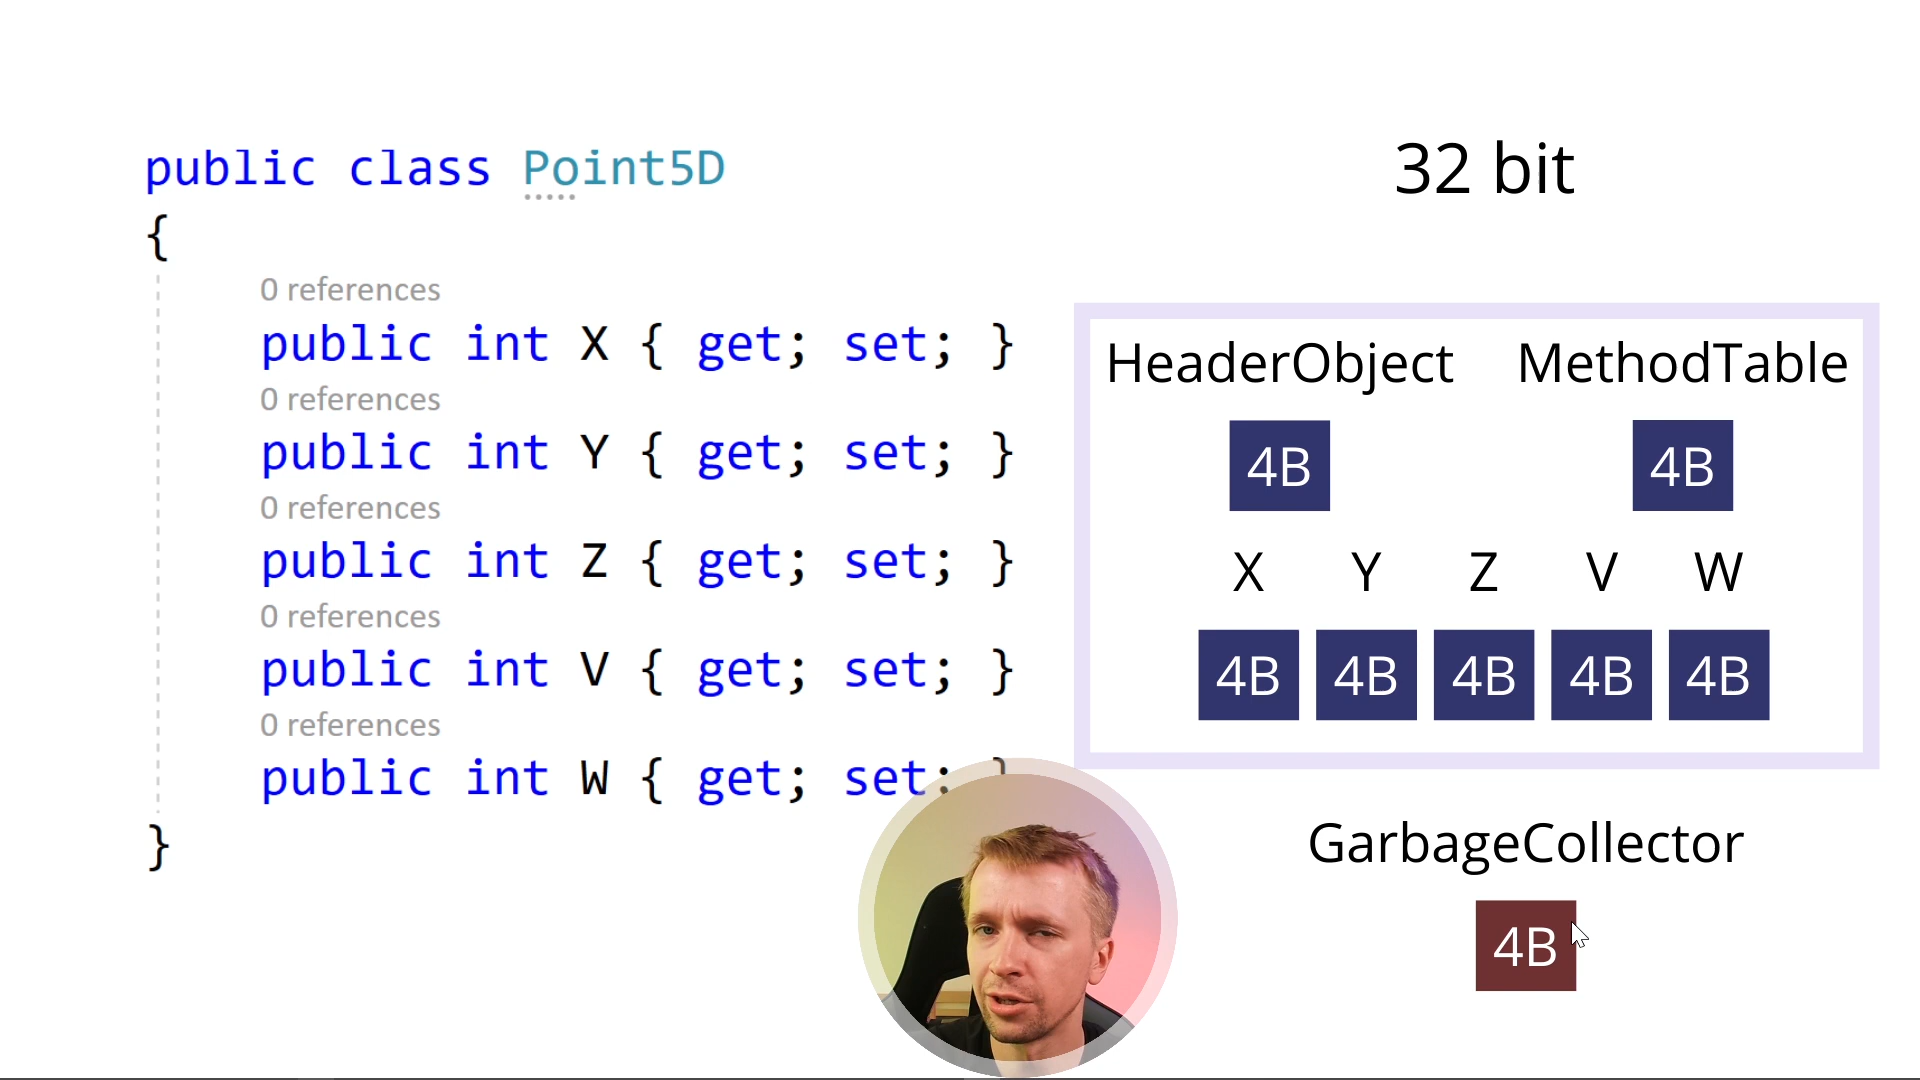 public class Point5D
{
0 references
public int X { get; set; }
0 references
public int Y { get; set; }
0 references
public int Z { get; set; }
0 references
public int V { get; set; }
0 references
public int W { get; set; }
}
32 bit
HeaderObject MethodTable
4B 4B
X Y Z V W
4B 4B 4B 4B 4B
GarbageCollector
4B